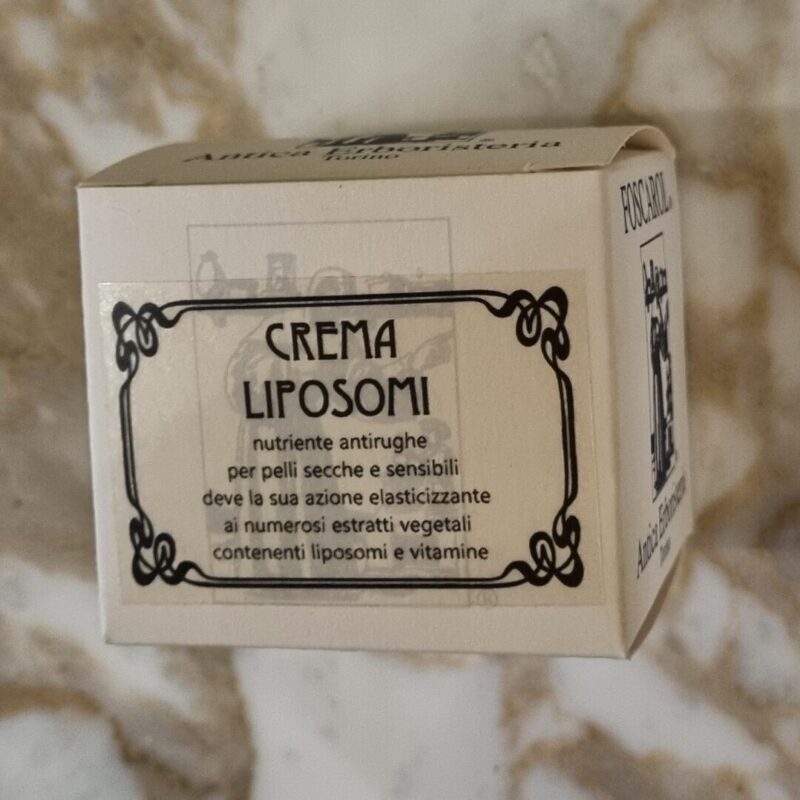 Antica Erboristeria
Torino
CREMA
LIPOSOMI
nutriente antirughe
per pelli secche e sensibili
deve la sua azione elasticizzante
ai numerosi estratti vegetali
contenenti liposomi e vitamine
®
FOSCAROL®
Antica Erboristeria
Torino